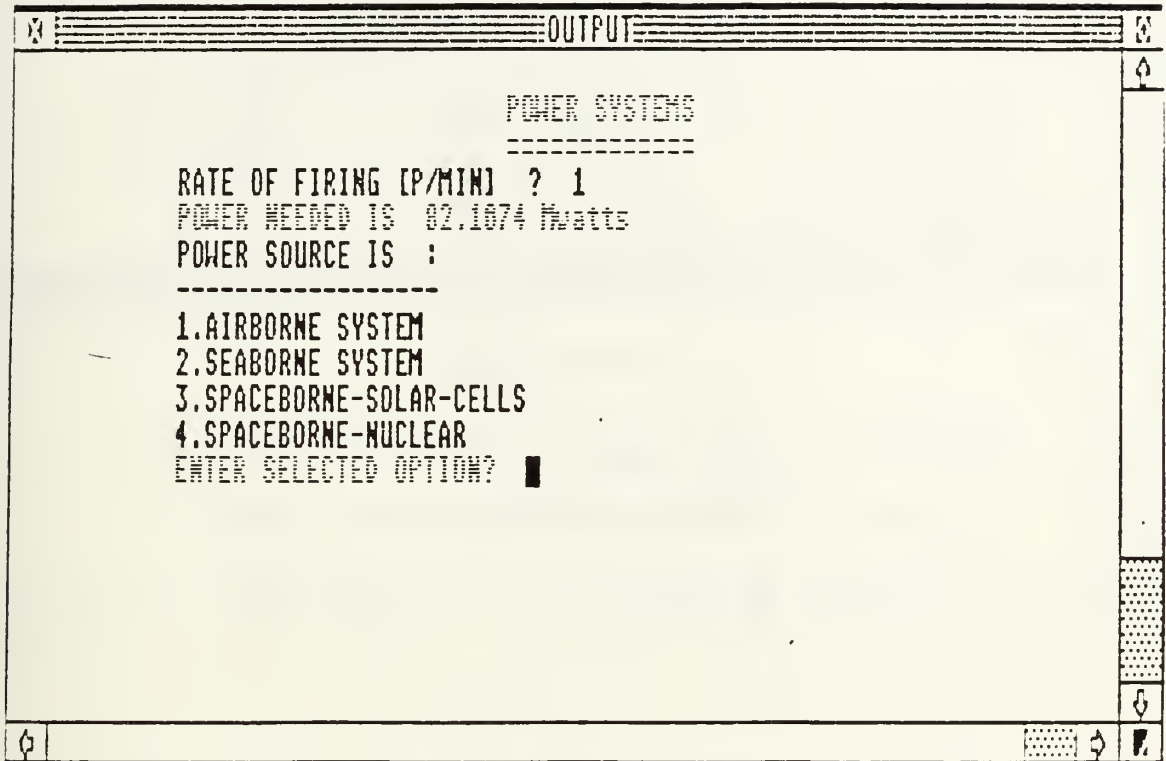 OUTPUT
POWER SYSTEMS
-------------
RATE OF FIRING [P/MIN] ? 1
POWER NEEDED IS 82.1074 Mwatts
POWER SOURCE IS :
------------------
1.AIRBORNE SYSTEM
2.SEABORNE SYSTEM
3.SPACEBORNE-SOLAR-CELLS
4.SPACEBORNE-NUCLEAR
ENTER SELECTED OPTION?